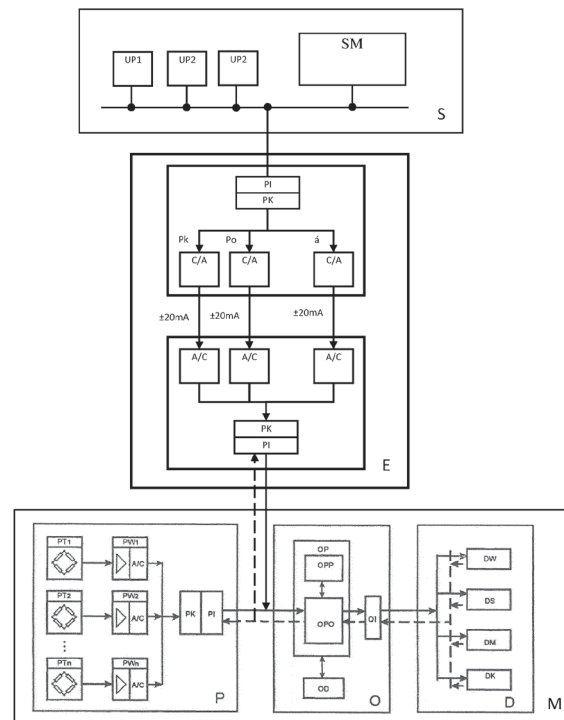 UP1 UP2 UP2 SM
S
PI
PK
Pk Po á
C/A C/A C/A
±20mA ±20mA ±20mA
A/C A/C A/C
PK
PI
E
PT1 PW1
A/C
PT2 PW2
A/C
PTn PWn
A/C
PK PI
P
OP
OPP
OPO
OI
OD
O
DW
DS
DM
DK
D
M